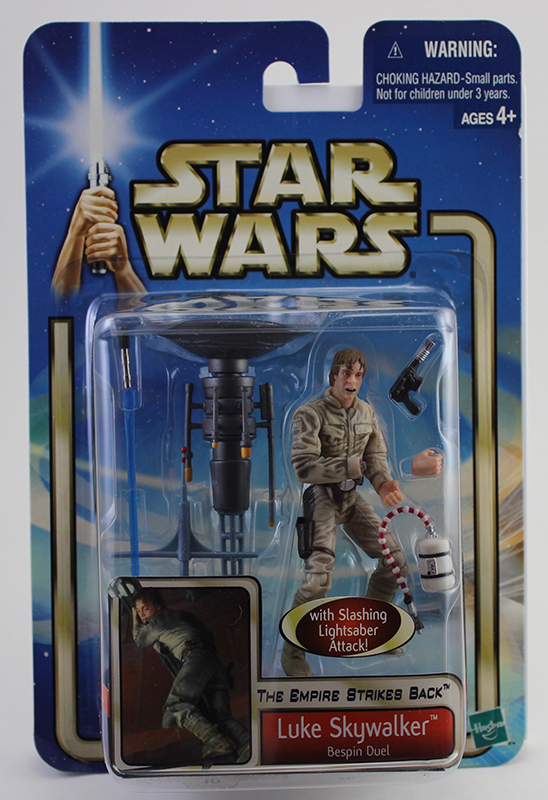 WARNING:
CHOKING HAZARD-Small parts.
Not for children under 3 years.
AGES 4+
STAR
WARS
with Slashing
Lightsaber
Attack!
THE EMPIRE STRIKES BACK™
Luke Skywalker™
Bespin Duel
Hasbro